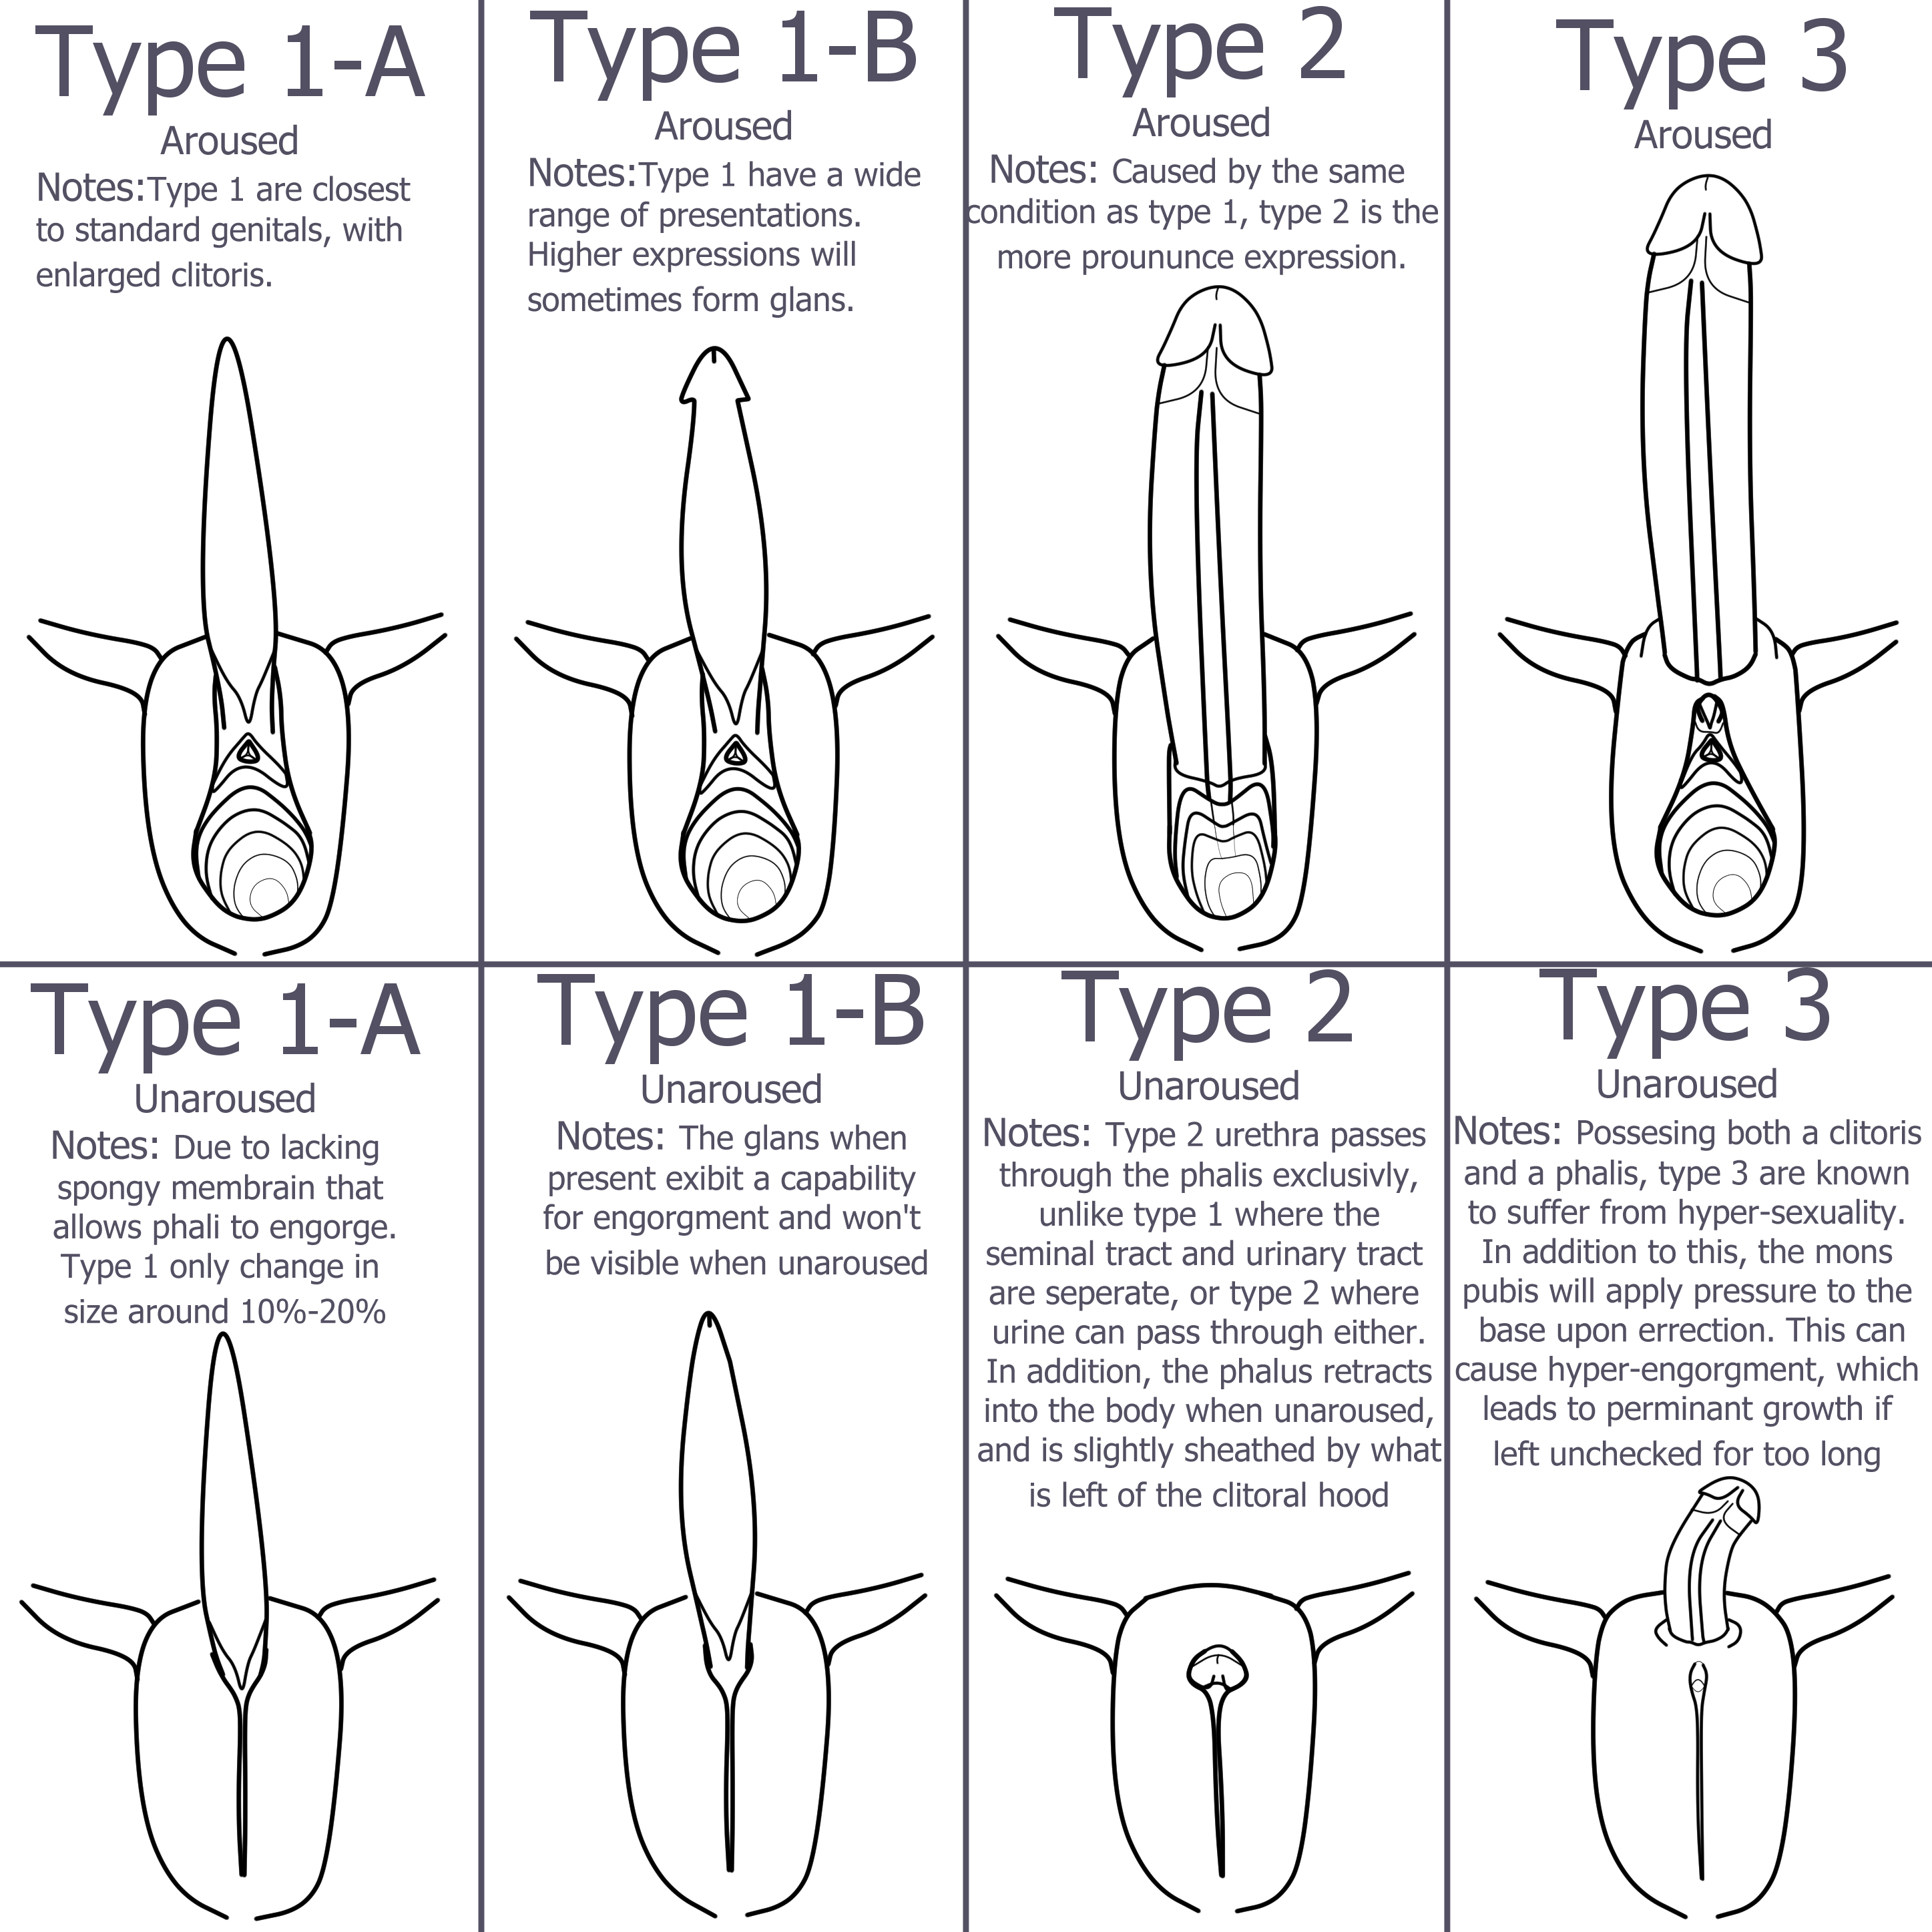 Type 1-A
Aroused
Notes:Type 1 are closest
to standard genitals, with
enlarged clitoris.
Type 1-B
Aroused
Notes:Type 1 have a wide
range of presentations.
Higher expressions will
sometimes form glans.
Type 2
Aroused
Notes: Caused by the same
condition as type 1, type 2 is the
more proununce expression.
Type 3
Aroused
Type 1-A
Unaroused
Notes: Due to lacking
spongy membrain that
allows phali to engorge.
Type 1 only change in
size around 10%-20%
Type 1-B
Unaroused
Notes: The glans when
present exibit a capability
for engorgment and won't
be visible when unaroused
Type 2
Unaroused
Notes: Type 2 urethra passes
through the phalis exclusivly,
unlike type 1 where the
seminal tract and urinary tract
are seperate, or type 2 where
urine can pass through either.
In addition, the phalus retracts
into the body when unaroused,
and is slightly sheathed by what
is left of the clitoral hood
Type 3
Unaroused
Notes: Possesing both a clitoris
and a phalis, type 3 are known
to suffer from hyper-sexuality.
In addition to this, the mons
pubis will apply pressure to the
base upon errection. This can
cause hyper-engorgment, which
leads to perminant growth if
left unchecked for too long